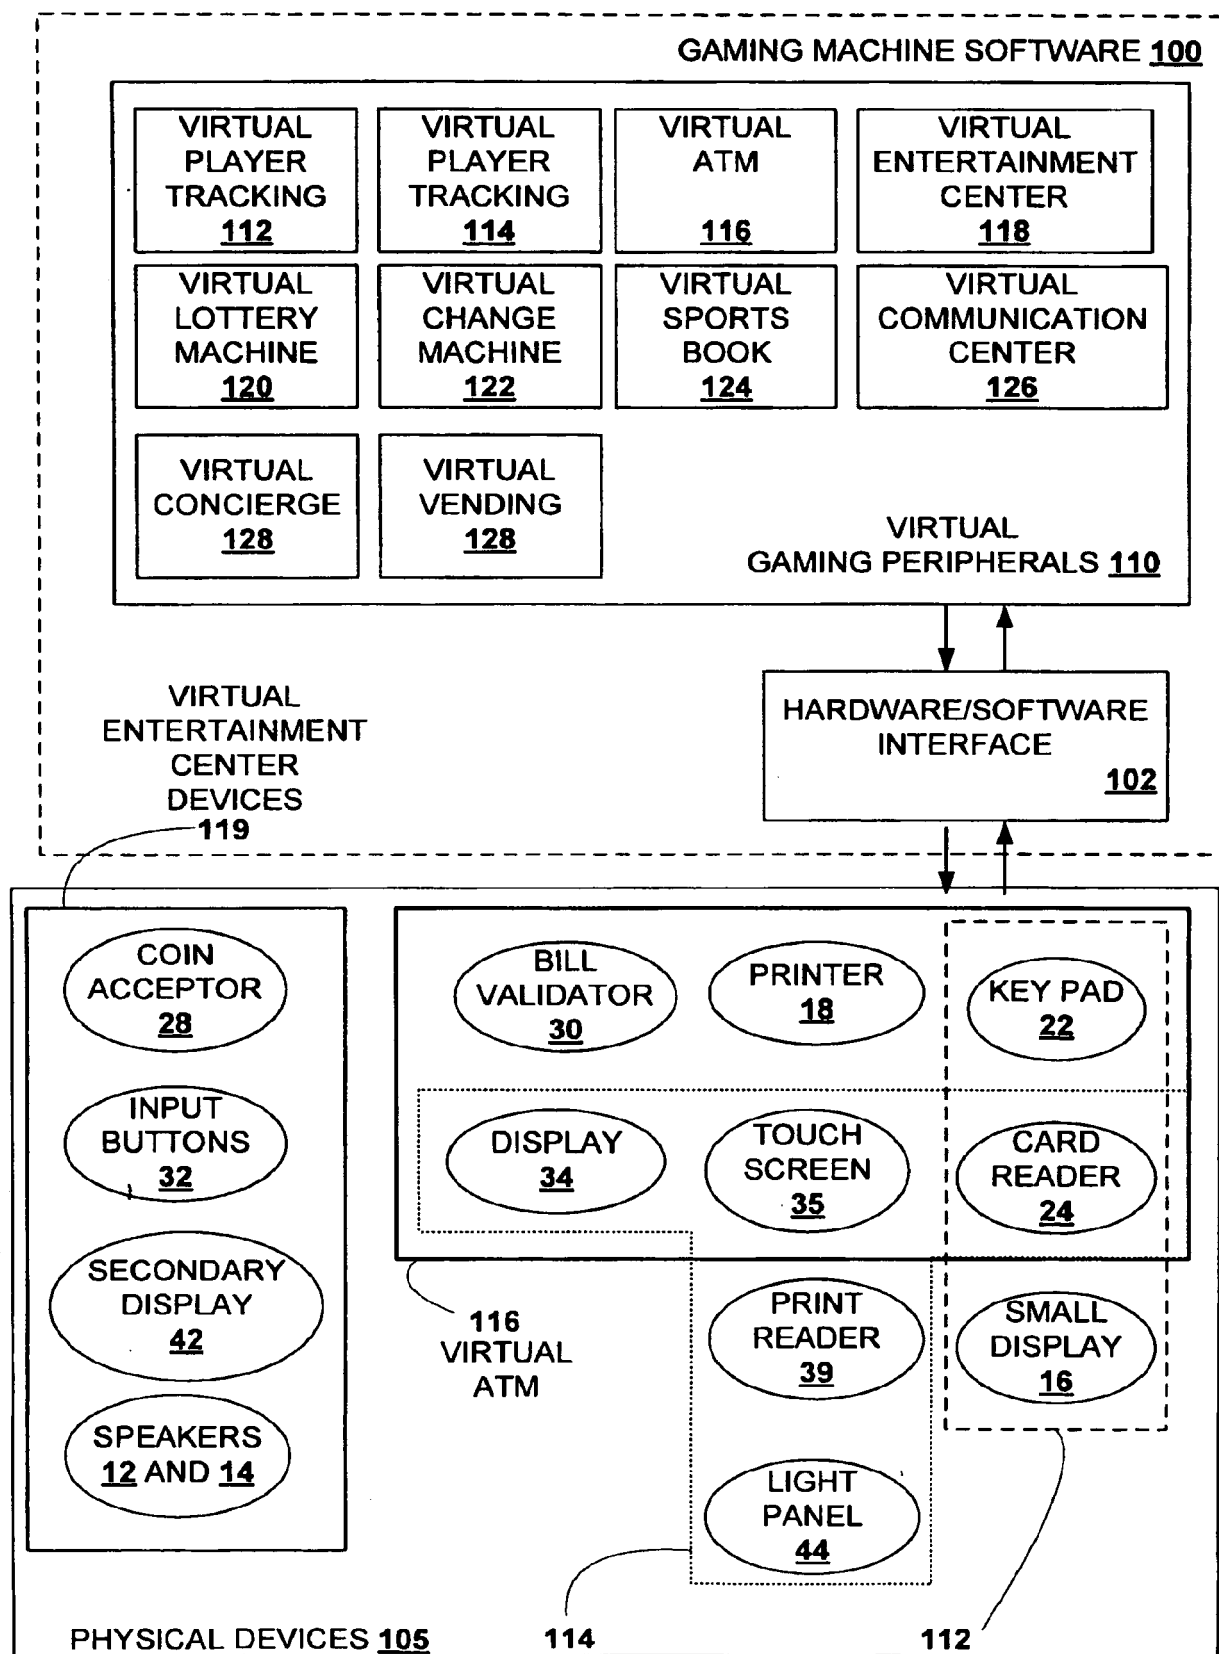 GAMING MACHINE SOFTWARE 100
VIRTUAL
PLAYER
TRACKING
112
VIRTUAL
PLAYER
TRACKING
114
VIRTUAL
ATM
116
VIRTUAL
ENTERTAINMENT
CENTER
118
VIRTUAL
LOTTERY
MACHINE
120
VIRTUAL
CHANGE
MACHINE
122
VIRTUAL
SPORTS
BOOK
124
VIRTUAL
COMMUNICATION
CENTER
126
VIRTUAL
CONCIERGE
128
VIRTUAL
VENDING
128
VIRTUAL
GAMING PERIPHERALS 110
HARDWARE/SOFTWARE
INTERFACE
102
VIRTUAL
ENTERTAINMENT
CENTER
DEVICES
119
COIN
ACCEPTOR
28
INPUT
BUTTONS
32
SECONDARY
DISPLAY
42
SPEAKERS
12 AND 14
BILL
VALIDATOR
30
PRINTER
18
KEY PAD
22
DISPLAY
34
TOUCH
SCREEN
35
CARD
READER
24
116
VIRTUAL
ATM
PRINT
READER
39
SMALL
DISPLAY
16
LIGHT
PANEL
44
PHYSICAL DEVICES 105
114
112